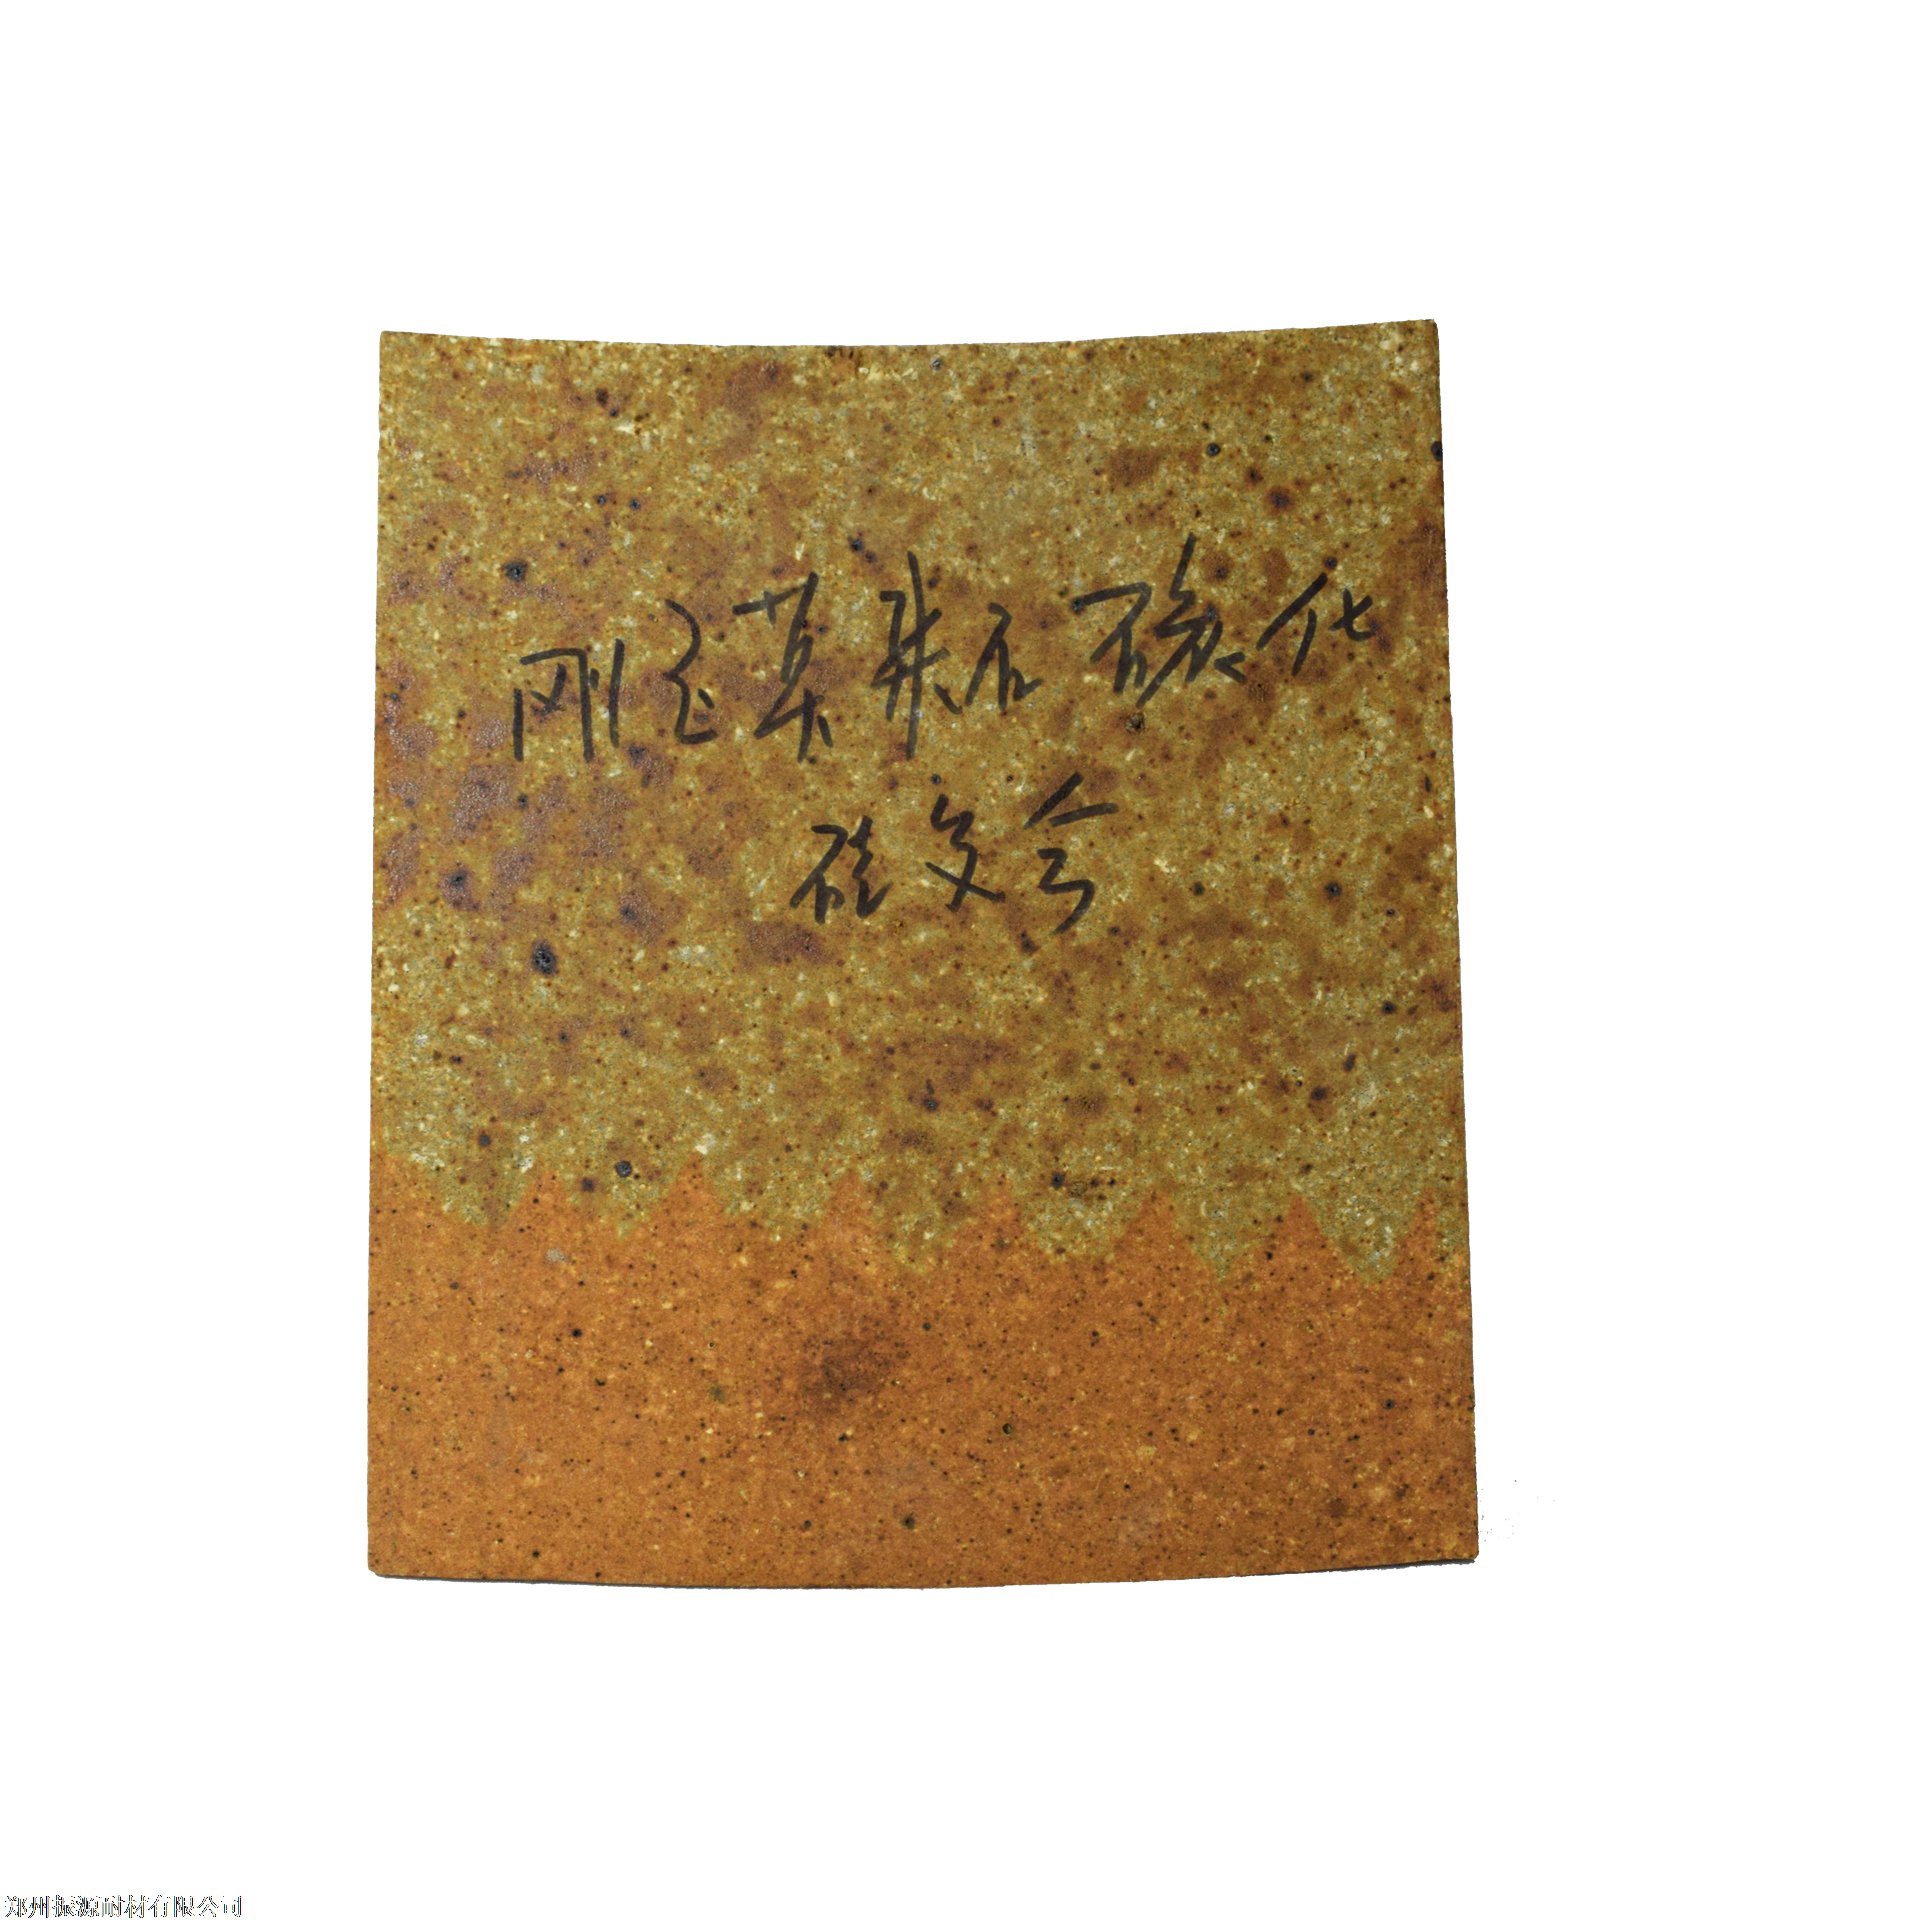 刚玉莫来石碳化
硅复合
郑州振源耐材有限公司